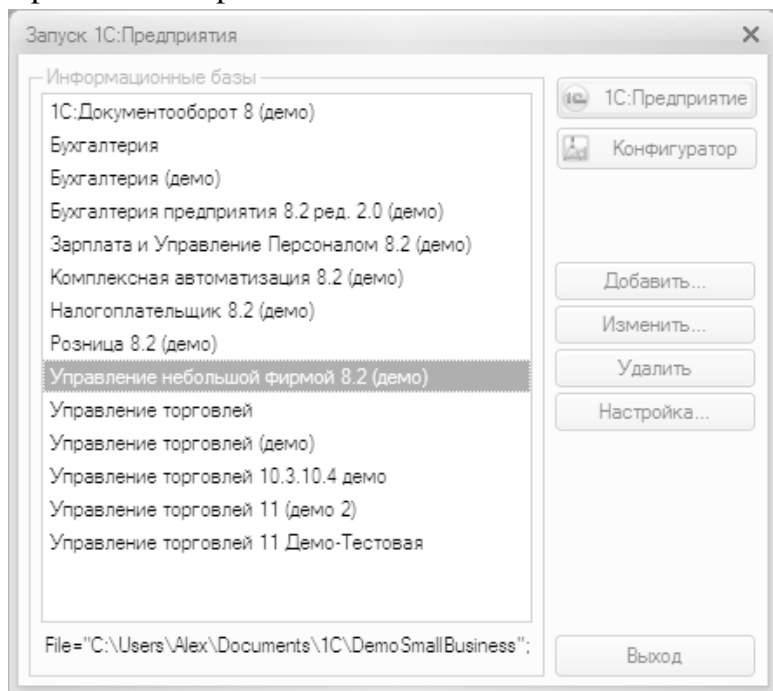 Запуск 1С:Предприятия
Информационные базы
1С:Документооборот 8 (демо)
Бухгалтерия
Бухгалтерия (демо)
Бухгалтерия предприятия 8.2 ред. 2.0 (демо)
Зарплата и Управление Персоналом 8.2 (демо)
Комплексная автоматизация 8.2 (демо)
Налогоплательщик 8.2 (демо)
Розница 8.2 (демо)
Управление небольшой фирмой 8.2 (демо)
Управление торговлей
Управление торговлей (демо)
Управление торговлей 10.3.10.4 демо
Управление торговлей 11 (демо 2)
Управление торговлей 11 Демо-Тестовая
File="C:\Users\Alex\Documents\1C\DemoSmallBusiness";
1С:Предприятие
Конфигуратор
Добавить...
Изменить...
Удалить
Настройка...
Выход